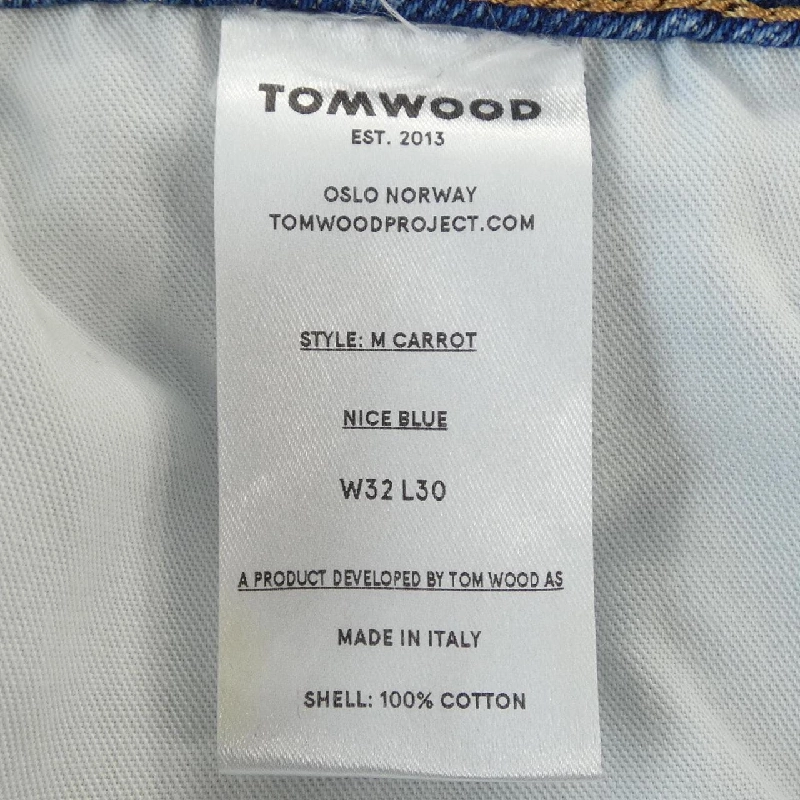 TOMWOOD
EST. 2013
OSLO NORWAY
TOMWOODPROJECT.COM
STYLE: M CARROT
NICE BLUE
W32 L30
A PRODUCT DEVELOPED BY TOM WOOD AS
MADE IN ITALY
SHELL: 100% COTTON